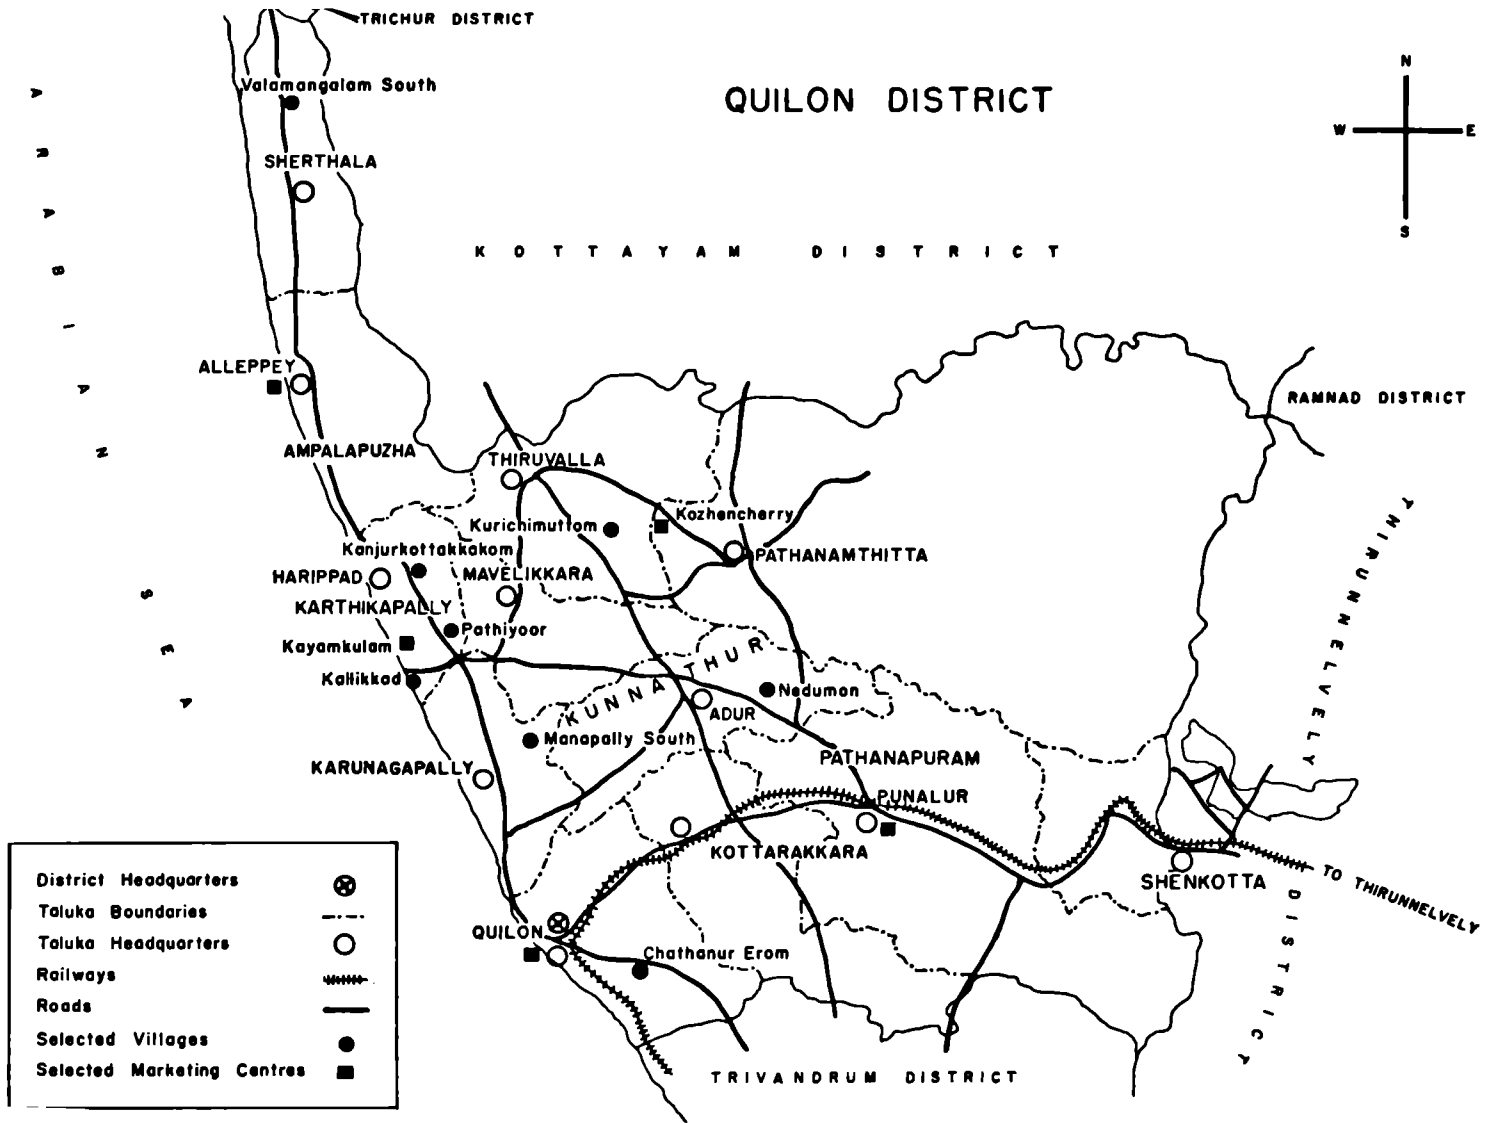 TRICHUR DISTRICT
Valamangalam South
QUILON DISTRICT
N
W E
S
SHERTHALA
KOTTAYAM DISTRICT
ARABIAN SEA
ALLEPPEY
RAMNAD DISTRICT
AMPALAPUZHA
THIRUVALLA
Kozhencherry
Kurichimuttom
Kanjurkottakkakom
PATHANAMTHITTA
HARIPPAD
MAVELIKKARA
KARTHIKAPALLY
Pathiyoor
Kayamkulam
Kallikkad
KUNNATHUR
Nedumon
ADUR
Manapally South
THIRUNNELVELY DISTRICT
PATHANAPURAM
KARUNAGAPALLY
PUNALUR
KOTTARAKKARA
SHENKOTTA
TO THIRUNNELVELY
QUILON
Chathanur Erom
TRIVANDRUM DISTRICT
District Headquarters
Taluka Boundaries
Taluka Headquarters
Railways
Roads
Selected Villages
Selected Marketing Centres